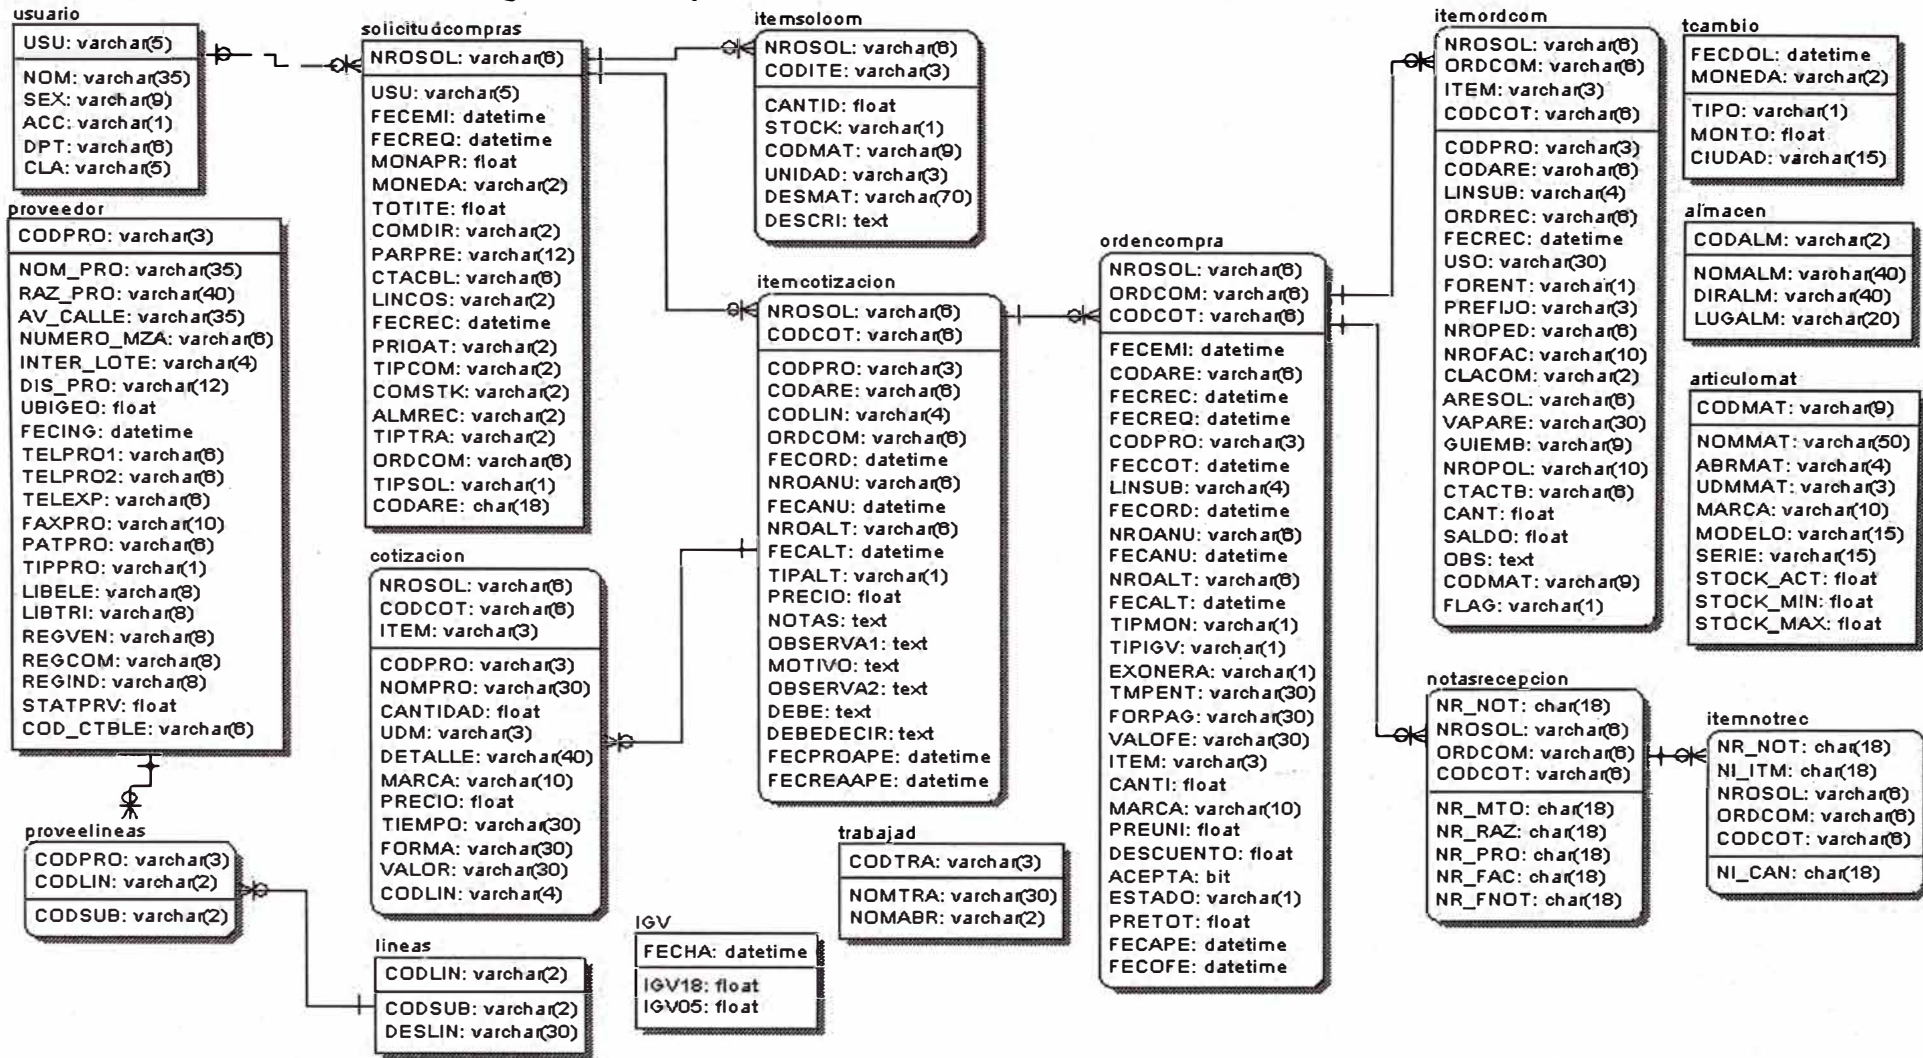 usuario
USU: varchar(5)
NOM: varchar(35)
SEX: varchar(9)
ACC: varchar(1)
DPT: varchar(6)
CLA: varchar(5)
proveedor
CODPRO: varchar(3)
NOM_PRO: varchar(35)
RAZ_PRO: varchar(40)
AV_CALLE: varchar(35)
NUMERO_MZA: varchar(6)
INTER_LOTE: varchar(4)
DIS_PRO: varchar(12)
UBIGEO: float
FECING: datetime
TELPRO1: varchar(6)
TELPRO2: varchar(6)
TELEXP: varchar(6)
FAXPRO: varchar(10)
PATPRO: varchar(6)
TIPPRO: varchar(1)
LIBELE: varchar(8)
LIBTRI: varchar(8)
REGVEN: varchar(8)
REGCOM: varchar(8)
REGIND: varchar(8)
STATPRV: float
COD_CTBLE: varchar(6)
proveelineas
CODPRO: varchar(3)
CODLIN: varchar(2)
CODSUB: varchar(2)
solicitudcompras
NROSOL: varchar(6)
USU: varchar(5)
FECEMI: datetime
FECREQ: datetime
MONAPR: float
MONEDA: varchar(2)
TOTITE: float
COMDIR: varchar(2)
PARPRE: varchar(12)
CTACBL: varchar(6)
LINCOS: varchar(2)
FECREC: datetime
PRIOAT: varchar(2)
TIPCOM: varchar(2)
COMSTK: varchar(2)
ALMREC: varchar(2)
TIPTRA: varchar(2)
ORDCOM: varchar(6)
TIPSOL: varchar(1)
CODARE: char(18)
cotizacion
NROSOL: varchar(6)
CODCOT: varchar(6)
ITEM: varchar(3)
CODPRO: varchar(3)
NOMPRO: varchar(30)
CANTIDAD: float
UDM: varchar(3)
DETALLE: varchar(40)
MARCA: varchar(10)
PRECIO: float
TIEMPO: varchar(30)
FORMA: varchar(30)
VALOR: varchar(30)
CODLIN: varchar(4)
lineas
CODLIN: varchar(2)
CODSUB: varchar(2)
DESLIN: varchar(30)
IGV
FECHA: datetime
IGV18: float
IGV05: float
itemsolcom
NROSOL: varchar(6)
CODITE: varchar(3)
CANTID: float
STOCK: varchar(1)
CODMAT: varchar(9)
UNIDAD: varchar(3)
DESMAT: varchar(70)
DESCRI: text
itemcotizacion
NROSOL: varchar(6)
CODCOT: varchar(6)
CODPRO: varchar(3)
CODARE: varchar(6)
CODLIN: varchar(4)
ORDCOM: varchar(6)
FECORD: datetime
NROANU: varchar(6)
FECANU: datetime
NROALT: varchar(6)
FECALT: datetime
TIPALT: varchar(1)
PRECIO: float
NOTAS: text
OBSERVA1: text
MOTIVO: text
OBSERVA2: text
DEBE: text
DEBEDECIR: text
FECPROAPE: datetime
FECREAAPE: datetime
trabajad
CODTRA: varchar(3)
NOMTRA: varchar(30)
NOMABR: varchar(2)
ordencompra
NROSOL: varchar(6)
ORDCOM: varchar(6)
CODCOT: varchar(6)
FECEMI: datetime
CODARE: varchar(6)
FECREC: datetime
FECREQ: datetime
CODPRO: varchar(3)
FECCOT: datetime
LINSUB: varchar(4)
FECORD: datetime
NROANU: varchar(6)
FECANU: datetime
NROALT: varchar(6)
FECALT: datetime
TIPMON: varchar(1)
TIPIGV: varchar(1)
EXONERA: varchar(1)
TMPENT: varchar(30)
FORPAG: varchar(30)
VALOFE: varchar(30)
ITEM: varchar(3)
CANTI: float
MARCA: varchar(10)
PREUNI: float
DESCUENTO: float
ACEPTA: bit
ESTADO: varchar(1)
PRETOT: float
FECAPE: datetime
FECOFE: datetime
itemordcom
NROSOL: varchar(6)
ORDCOM: varchar(6)
ITEM: varchar(3)
CODCOT: varchar(6)
CODPRO: varchar(3)
CODARE: varchar(6)
LINSUB: varchar(4)
ORDREC: varchar(6)
FECREC: datetime
USO: varchar(30)
FORENT: varchar(1)
PREFIJO: varchar(3)
NROPED: varchar(6)
NROFAC: varchar(10)
CLACOM: varchar(2)
ARESOL: varchar(6)
VAPARE: varchar(30)
GUIEMB: varchar(9)
NROPOL: varchar(10)
CTACTB: varchar(6)
CANT: float
SALDO: float
OBS: text
CODMAT: varchar(9)
FLAG: varchar(1)
notasrecepcion
NR_NOT: char(18)
NROSOL: varchar(6)
ORDCOM: varchar(6)
CODCOT: varchar(6)
NR_MTO: char(18)
NR_RAZ: char(18)
NR_PRO: char(18)
NR_FAC: char(18)
NR_FNOT: char(18)
tcambio
FECDOL: datetime
MONEDA: varchar(2)
TIPO: varchar(1)
MONTO: float
CIUDAD: varchar(15)
almacen
CODALM: varchar(2)
NOMALM: varchar(40)
DIRALM: varchar(40)
LUGALM: varchar(20)
articulomat
CODMAT: varchar(9)
NOMMAT: varchar(50)
ABRMAT: varchar(4)
UDMMAT: varchar(3)
MARCA: varchar(10)
MODELO: varchar(15)
SERIE: varchar(15)
STOCK_ACT: float
STOCK_MIN: float
STOCK_MAX: float
itemnotrec
NR_NOT: char(18)
NI_ITM: char(18)
NROSOL: varchar(6)
ORDCOM: varchar(6)
CODCOT: varchar(6)
NI_CAN: char(18)